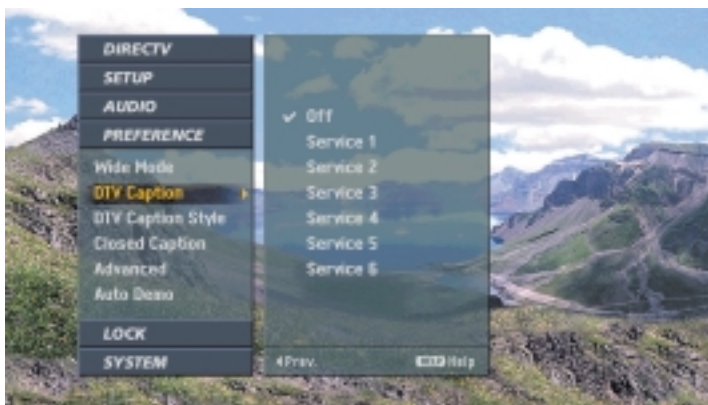 DIRECTV
SETUP
AUDIO
PREFERENCE
Wide Mode
DTV Caption
DTV Caption Style
Closed Caption
Advanced
Auto Demo
LOCK
SYSTEM
✓ Off
Service 1
Service 2
Service 3
Service 4
Service 5
Service 6
◀Prev.
HELP Help